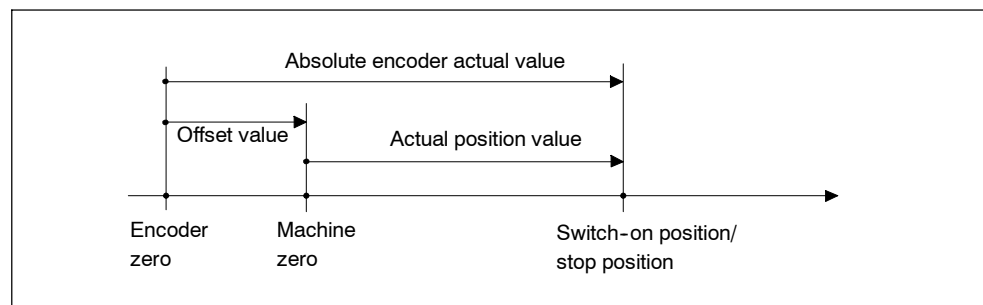 Absolute encoder actual value
Offset value
Actual position value
Encoder
zero
Machine
zero
Switch-on position/
stop position